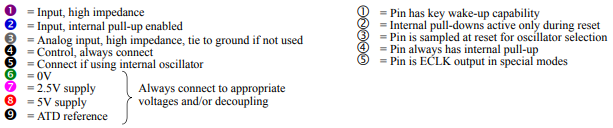 ❶ = Input, high impedance
❷ = Input, internal pull-up enabled
❸ = Analog input, high impedance, tie to ground if not used
❹ = Control, always connect
❺ = Connect if using internal oscillator
❻ = 0V
❼ = 2.5V supply
❽ = 5V supply
❾ = ATD reference
Always connect to appropriate
voltages and/or decoupling
① = Pin has key wake-up capability
② = Internal pull-downs active only during reset
③ = Pin is sampled at reset for oscillator selection
④ = Pin always has internal pull-up
⑤ = Pin is ECLK output in special modes